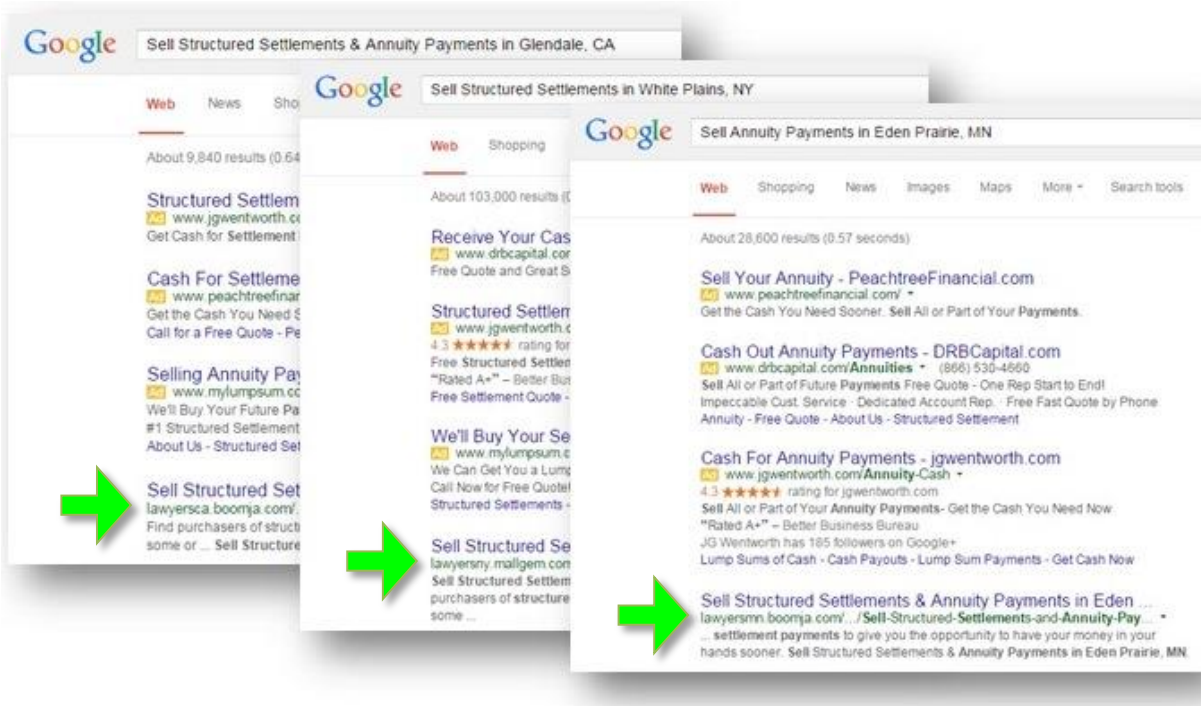 Google
Sell Structured Settlements & Annuity Payments in Glendale, CA
Web News Sho
About 9,840 results (0.64
Structured Settlem
Ad www.jgwentworth.co
Get Cash for Settlement
Cash For Settleme
Ad www.peachtreefinan
Get the Cash You Need S
Call for a Free Quote - Pe
Selling Annuity Pay
Ad www.mylumpsum.co
We'll Buy Your Future Pa
#1 Structured Settlement
About Us - Structured Set
Sell Structured Set
lawyersca.boomja.com/.
Find purchasers of struct
some or ... Sell Structure
Google
Sell Structured Settlements in White Plains, NY
Web Shopping
About 103,000 results (0
Receive Your Cas
Ad www.drbcapital.com
Free Quote and Great S
Structured Settlem
Ad www.jgwentworth.c
4.3 ★★★★★ rating for
Free Structured Settlem
"Rated A+" – Better Bus
Free Settlement Quote -
We'll Buy Your Se
Ad www.mylumpsum.c
We Can Get You a Lump
Call Now for Free Quote!
Structured Settlements -
Sell Structured Se
lawyersny.mallgem.com
Sell Structured Settlem
purchasers of structure
some ...
Google
Sell Annuity Payments in Eden Prairie, MN
Web Shopping News Images Maps More Search tools
About 28,600 results (0.57 seconds)
Sell Your Annuity - PeachtreeFinancial.com
Ad www.peachtreefinancial.com/
Get the Cash You Need Sooner. Sell All or Part of Your Payments.
Cash Out Annuity Payments - DRBCapital.com
Ad www.drbcapital.com/Annuities (866) 530-4660
Sell All or Part of Future Payments Free Quote - One Rep Start to End!
Impeccable Cust. Service · Dedicated Account Rep. · Free Fast Quote by Phone
Annuity - Free Quote - About Us - Structured Settlement
Cash For Annuity Payments - jgwentworth.com
Ad www.jgwentworth.com/Annuity-Cash
4.3 ★★★★★ rating for jgwentworth.com
Sell All or Part of Your Annuity Payments- Get the Cash You Need Now
"Rated A+" – Better Business Bureau
JG Wentworth has 185 followers on Google+
Lump Sums of Cash - Cash Payouts - Lump Sum Payments - Get Cash Now
Sell Structured Settlements & Annuity Payments in Eden ...
lawyersmn.boomja.com/.../Sell-Structured-Settlements-and-Annuity-Pay...
... settlement payments to give you the opportunity to have your money in your
hands sooner. Sell Structured Settlements & Annuity Payments in Eden Prairie, MN.